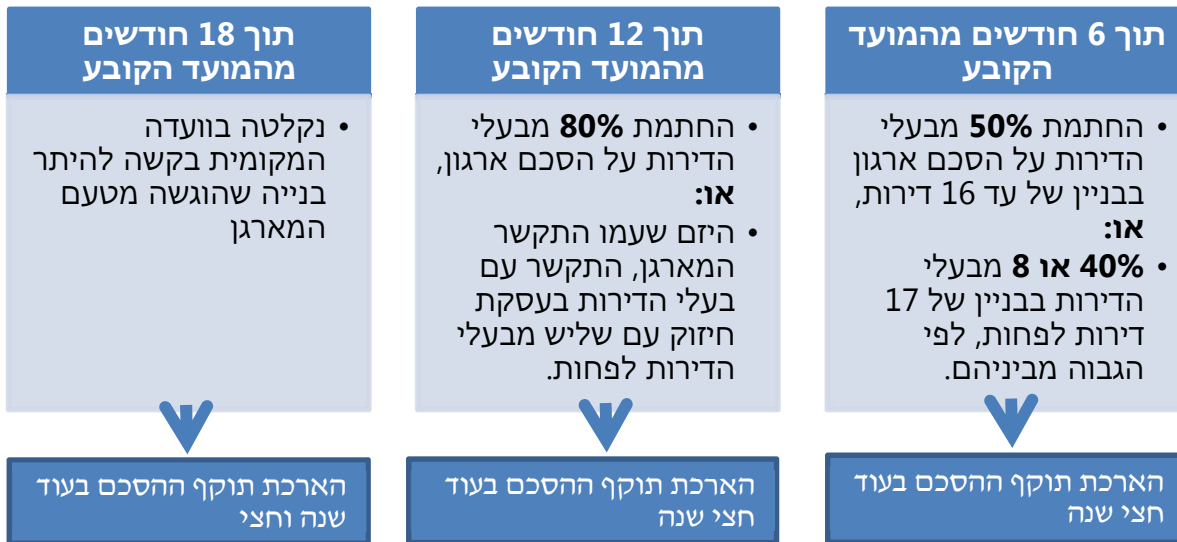 תוך 6 חודשים מהמועד
הקובע
• החתמת 50% מבעלי
הדירות על הסכם ארגון
בבניין של עד 16 דירות,
או:
• 40% או 8 מבעלי
הדירות בבניין של 17
דירות לפחות, לפי
הגבוה מביניהם.
הארכת תוקף ההסכם בעוד
חצי שנה
תוך 12 חודשים
מהמועד הקובע
• החתמת 80% מבעלי
הדירות על הסכם ארגון,
או:
• היזם שעמו התקשר
המארגן, התקשר עם
בעלי הדירות בעסקת
חיזוק עם שליש מבעלי
הדירות לפחות.
הארכת תוקף ההסכם בעוד
חצי שנה
תוך 18 חודשים
מהמועד הקובע
• נקלטה בוועדה
המקומית בקשה להיתר
בנייה שהוגשה מטעם
המארגן
הארכת תוקף ההסכם בעוד
שנה וחצי